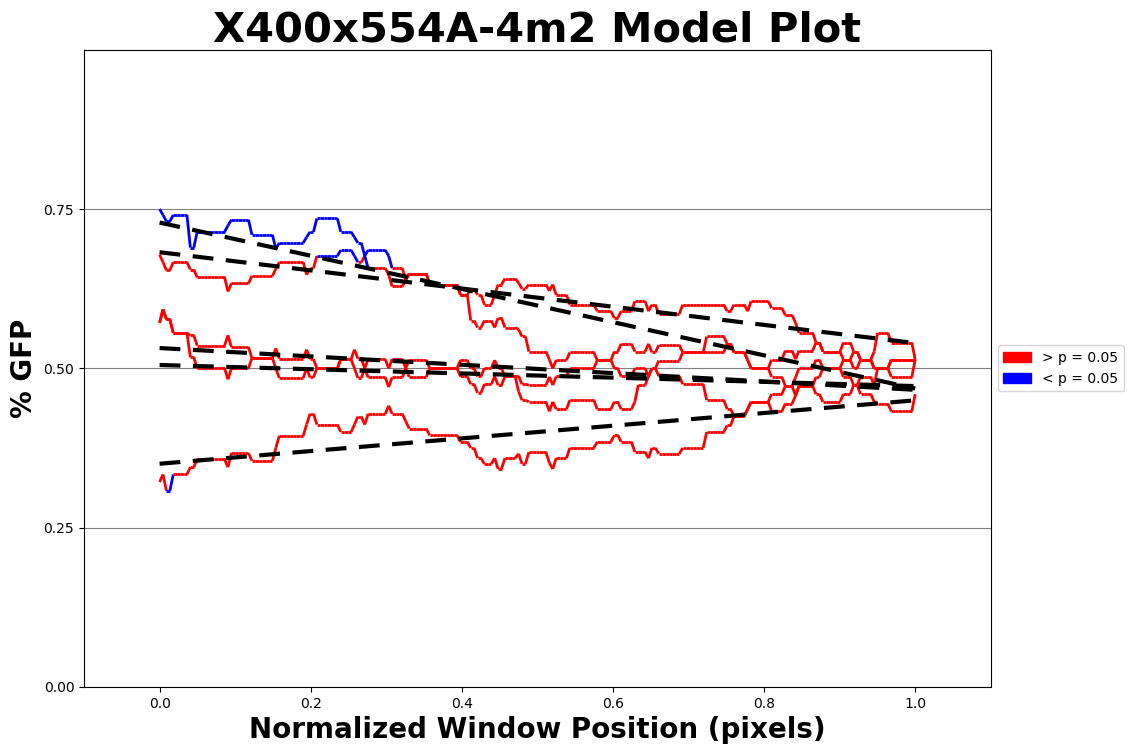 X400x554A-4m2 Model Plot
% GFP
0.75
0.50
0.25
0.00
0.0 0.2 0.4 0.6 0.8 1.0
Normalized Window Position (pixels)
> p = 0.05
< p = 0.05